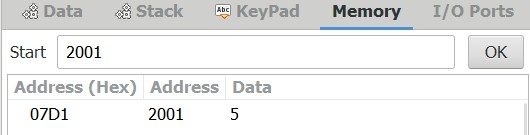 Data Stack Abc KeyPad Memory I/O Ports
Start 2001 OK
Address (Hex) Address Data
07D1 2001 5